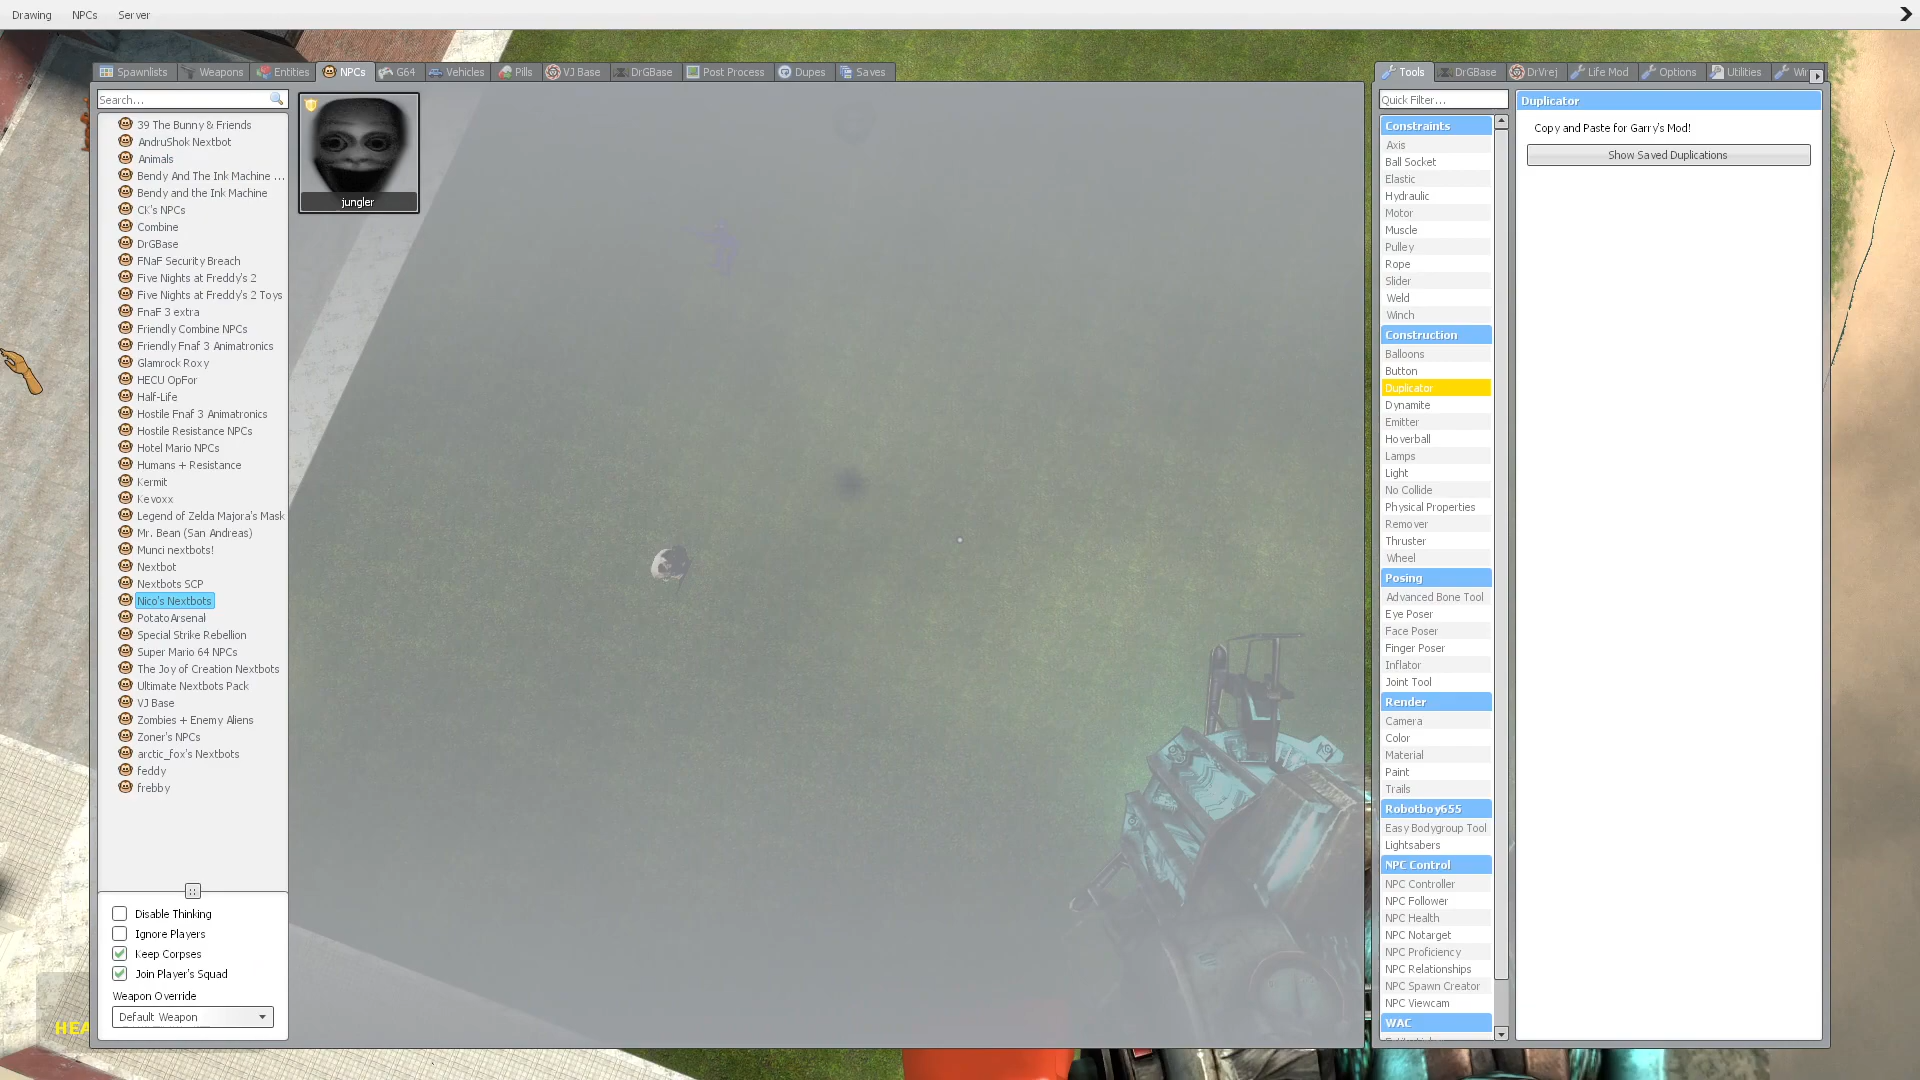 Drawing NPCs Server
Spawnlists Weapons Entities NPCs G64 Vehicles Pills VJ Base DrGBase Post Process Dupes Saves
Search...
39 The Bunny & Friends
AndruShok Nextbot
Animals
Bendy And The Ink Machine ...
Bendy and the Ink Machine
CK's NPCs
Combine
DrGBase
FNaF Security Breach
Five Nights at Freddy's 2
Five Nights at Freddy's 2 Toys
FnaF 3 extra
Friendly Combine NPCs
Friendly Fnaf 3 Animatronics
Glamrock Roxy
HECU OpFor
Half-Life
Hostile Fnaf 3 Animatronics
Hostile Resistance NPCs
Hotel Mario NPCs
Humans + Resistance
Kermit
Kevoxx
Legend of Zelda Majora's Mask
Mr. Bean (San Andreas)
Munci nextbots!
Nextbot
Nextbots SCP
Nico's Nextbots
PotatoArsenal
Special Strike Rebellion
Super Mario 64 NPCs
The Joy of Creation Nextbots
Ultimate Nextbots Pack
VJ Base
Zombies + Enemy Aliens
Zoner's NPCs
arctic_fox's Nextbots
feddy
frebby
Disable Thinking
Ignore Players
Keep Corpses
Join Player's Squad
Weapon Override
Default Weapon
HEA
jungler
Tools DrGBase DrVrej Life Mod Options Utilities
Quick Filter...
Constraints
Axis
Ball Socket
Elastic
Hydraulic
Motor
Muscle
Pulley
Rope
Slider
Weld
Winch
Construction
Balloons
Button
Duplicator
Dynamite
Emitter
Hoverball
Lamps
Light
No Collide
Physical Properties
Remover
Thruster
Wheel
Posing
Advanced Bone Tool
Eye Poser
Face Poser
Finger Poser
Inflator
Joint Tool
Render
Camera
Color
Material
Paint
Trails
Robotboy655
Easy Bodygroup Tool
Lightsabers
NPC Control
NPC Controller
NPC Follower
NPC Health
NPC Notarget
NPC Proficiency
NPC Relationships
NPC Spawn Creator
NPC Viewcam
WAC
Duplicator
Copy and Paste for Garry's Mod!
Show Saved Duplications